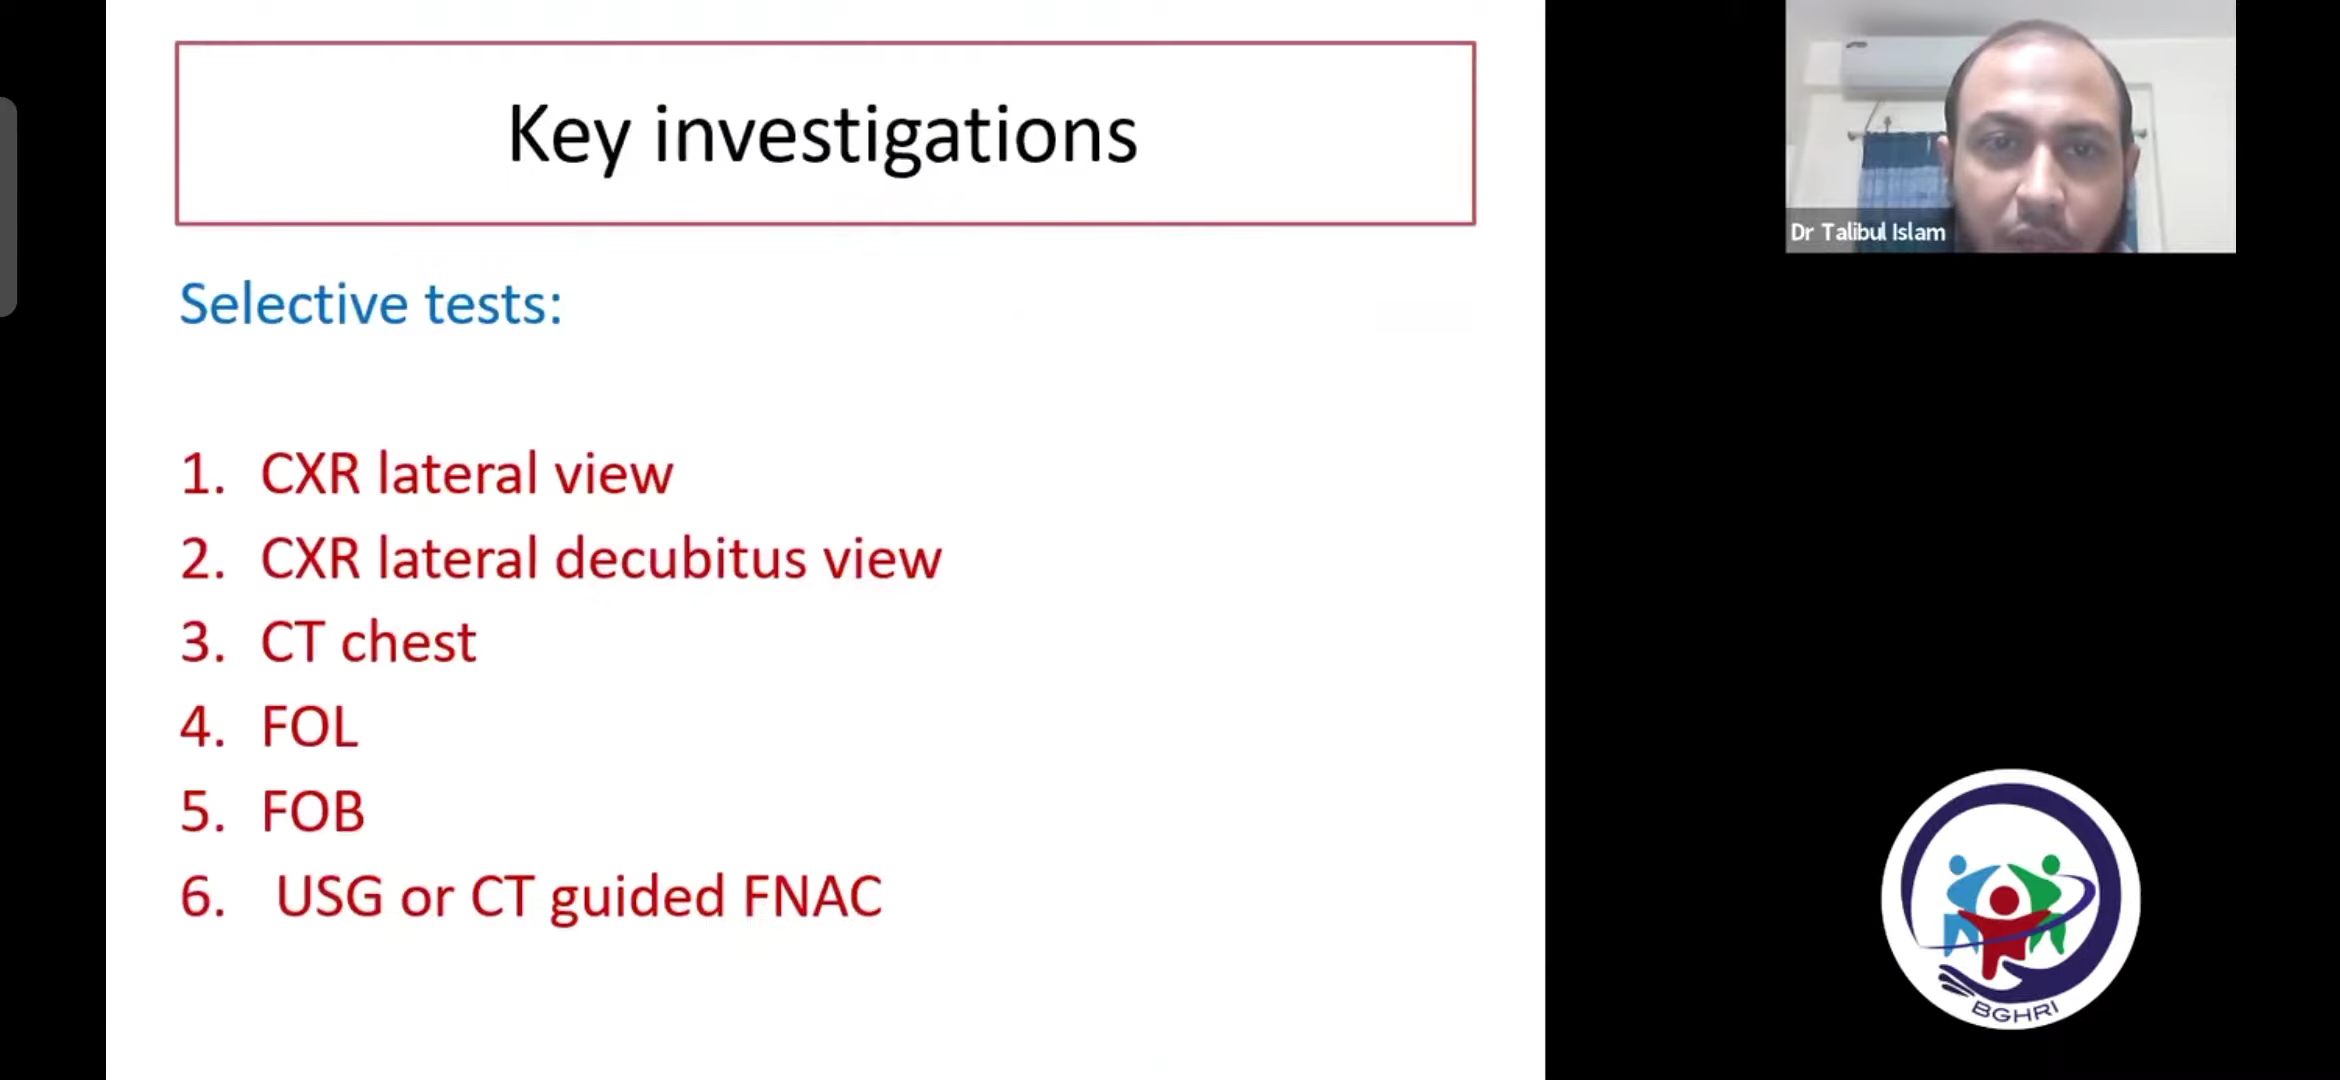 Key investigations
Selective tests:
1. CXR lateral view
2. CXR lateral decubitus view
3. CT chest
4. FOL
5. FOB
6. USG or CT guided FNAC
Dr Talibul Islam
BGHRI